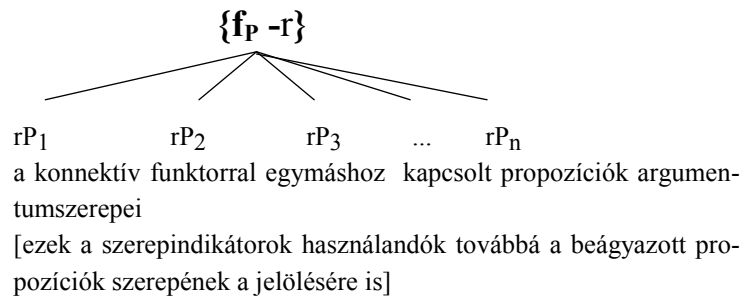 {fP -r}
rP1 rP2 rP3 ... rPn
a konnektív funktorral egymáshoz kapcsolt propozíciók argumen-
tumszerepei
[ezek a szerepindikátorok használandók továbbá a beágyazott pro-
pozíciók szerepének a jelölésére is]